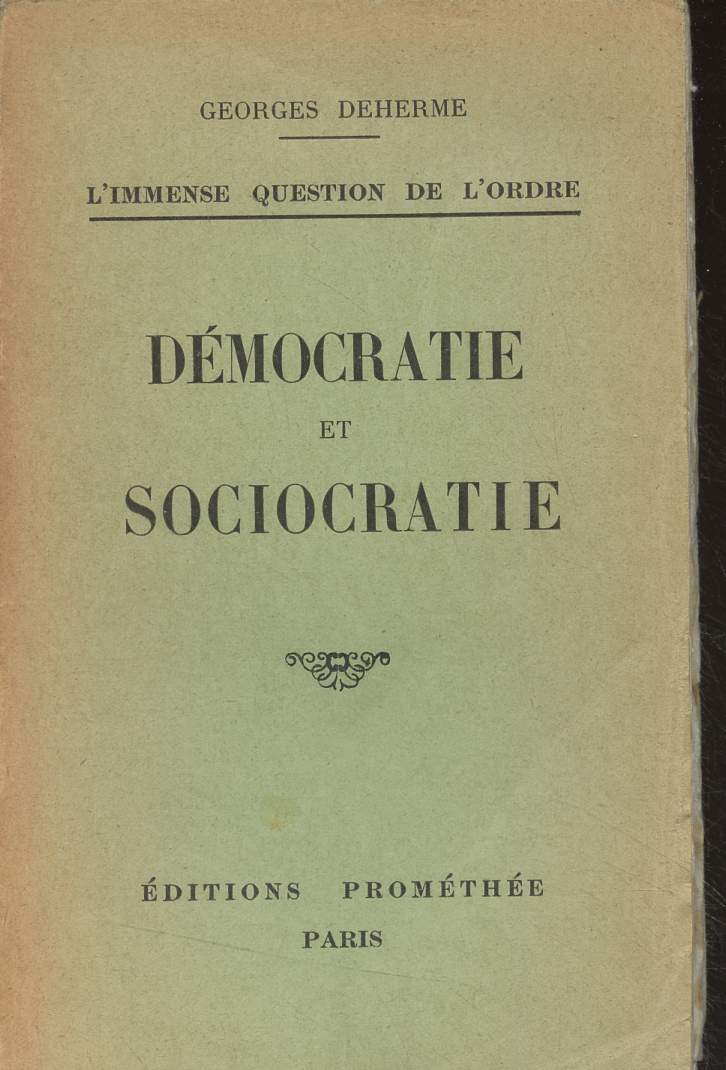 GEORGES DEHERME
L'IMMENSE QUESTION DE L'ORDRE
DÉMOCRATIE
ET
SOCIOCRATIE
ÉDITIONS PROMÉTHÉE
PARIS